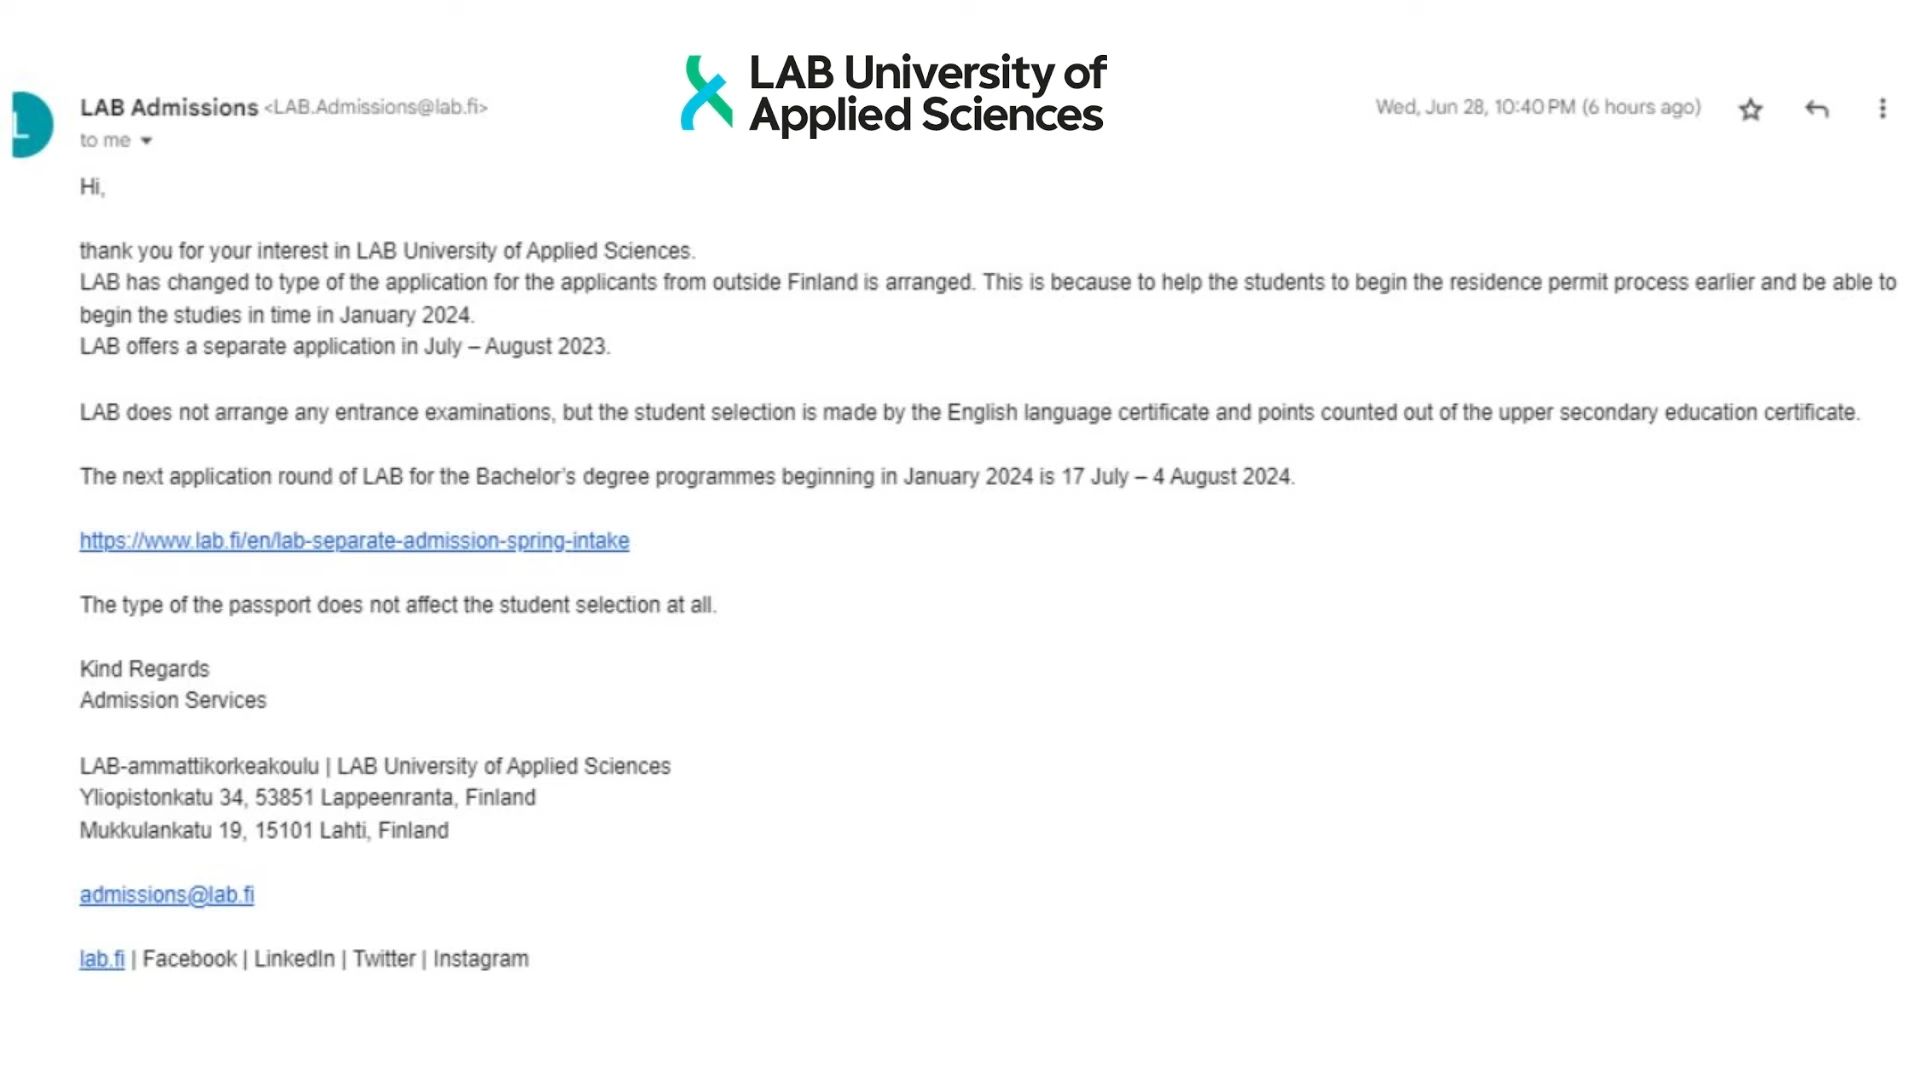 LAB University of
Applied Sciences
LAB Admissions <LAB.Admissions@lab.fi>
Wed, Jun 28, 10:40 PM (6 hours ago)
L
to me
Hi,
thank you for your interest in LAB University of Applied Sciences.
LAB has changed to type of the application for the applicants from outside Finland is arranged. This is because to help the students to begin the residence permit process earlier and be able to
begin the studies in time in January 2024.
LAB offers a separate application in July – August 2023.
LAB does not arrange any entrance examinations, but the student selection is made by the English language certificate and points counted out of the upper secondary education certificate.
The next application round of LAB for the Bachelor’s degree programmes beginning in January 2024 is 17 July – 4 August 2024.
https://www.lab.fi/en/lab-separate-admission-spring-intake
The type of the passport does not affect the student selection at all.
Kind Regards
Admission Services
LAB-ammattikorkeakoulu | LAB University of Applied Sciences
Yliopistonkatu 34, 53851 Lappeenranta, Finland
Mukkulankatu 19, 15101 Lahti, Finland
admissions@lab.fi
lab.fi | Facebook | LinkedIn | Twitter | Instagram